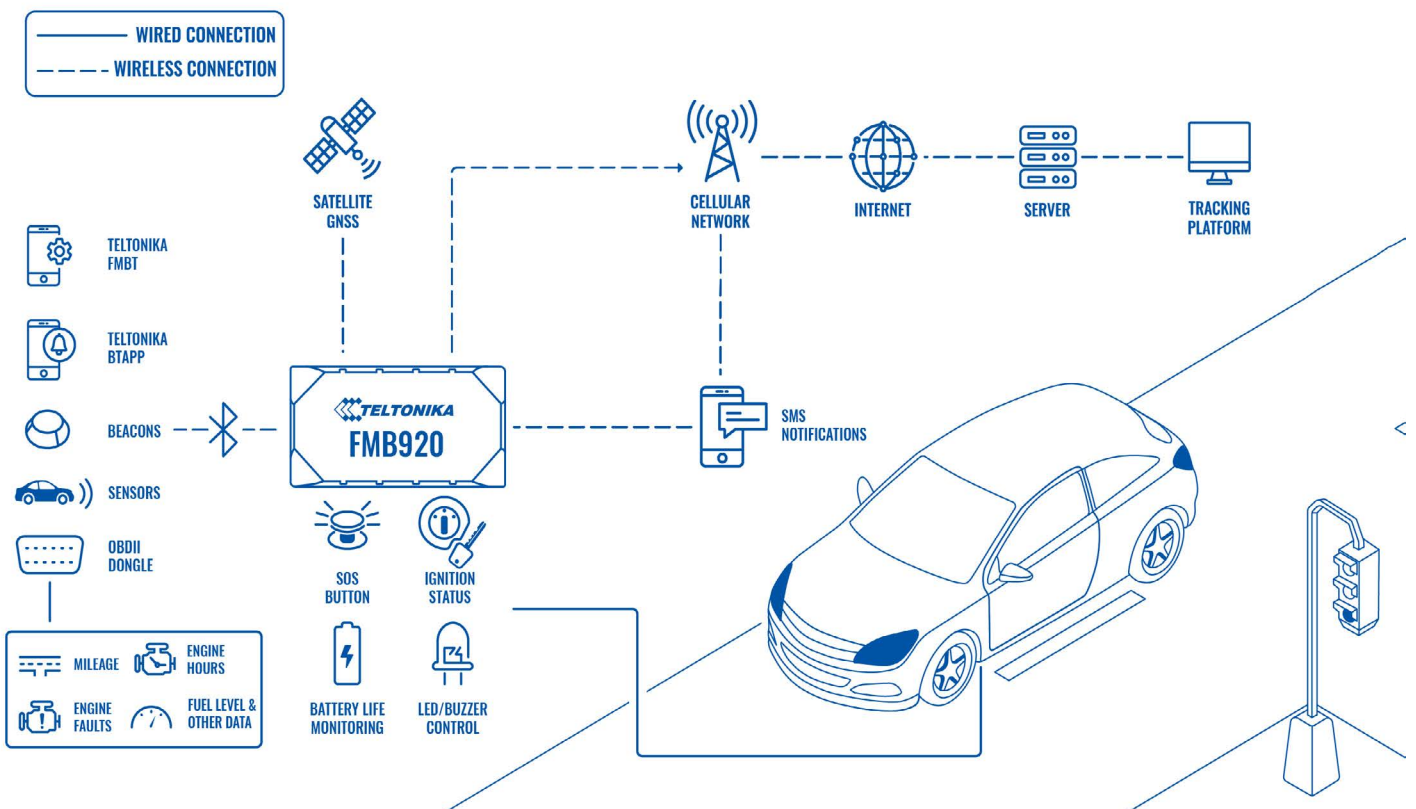 WIRED CONNECTION
WIRELESS CONNECTION
SATELLITE
GNSS
CELLULAR
NETWORK
INTERNET
SERVER
TRACKING
PLATFORM
TELTONIKA
FMBT
TELTONIKA
BTAPP
BEACONS
SENSORS
OBDII
DONGLE
TELTONIKA
FMB920
SMS
NOTIFICATIONS
SOS
BUTTON
IGNITION
STATUS
BATTERY LIFE
MONITORING
LED/BUZZER
CONTROL
MILEAGE
ENGINE
HOURS
ENGINE
FAULTS
FUEL LEVEL &
OTHER DATA